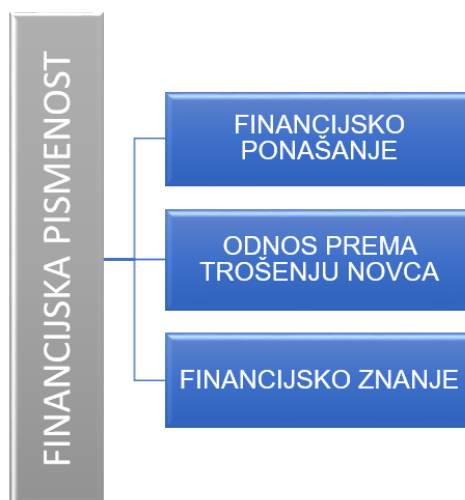 FINANCIJSKA PISMENOST
FINANCIJSKO
PONAŠANJE
ODNOS PREMA
TROŠENJU NOVCA
FINANCIJSKO ZNANJE